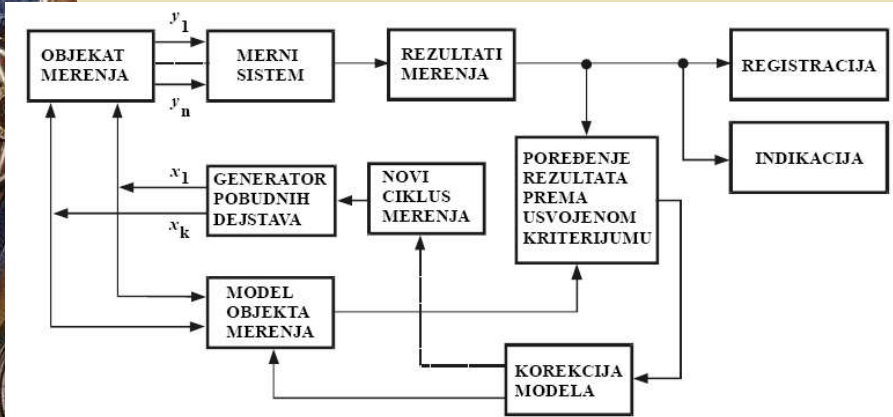 y1
OBJEKAT
MERENJA
yn
MERNI
SISTEM
REZULTATI
MERENJA
REGISTRACIJA
INDIKACIJA
x1
xk
GENERATOR
POBUDNIH
DEJSTAVA
NOVI
CIKLUS
MERENJA
POREĐENJE
REZULTATA
PREMA
USVOJENOM
KRITERIJUMU
MODEL
OBJEKTA
MERENJA
KOREKCIJA
MODELA